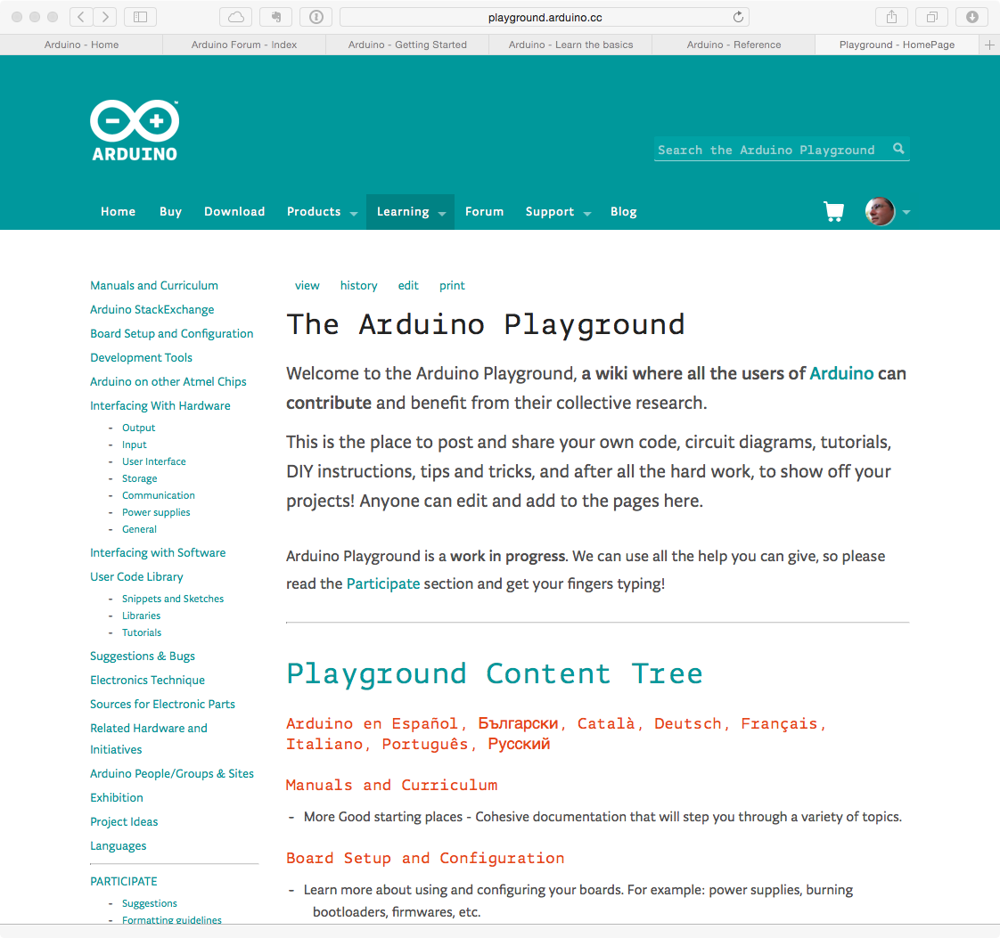 playground.arduino.cc
Arduino - Home
Arduino Forum - Index
Arduino - Getting Started
Arduino - Learn the basics
Arduino - Reference
Playground - HomePage
ARDUINO
Search the Arduino Playground
Home
Buy
Download
Products
Learning
Forum
Support
Blog
Manuals and Curriculum
Arduino StackExchange
Board Setup and Configuration
Development Tools
Arduino on other Atmel Chips
Interfacing With Hardware
- Output
- Input
- User Interface
- Storage
- Communication
- Power supplies
- General
Interfacing with Software
User Code Library
- Snippets and Sketches
- Libraries
- Tutorials
Suggestions & Bugs
Electronics Technique
Sources for Electronic Parts
Related Hardware and
Initiatives
Arduino People/Groups & Sites
Exhibition
Project Ideas
Languages
PARTICIPATE
- Suggestions
- Formatting guidelines
view
history
edit
print
The Arduino Playground
Welcome to the Arduino Playground, a wiki where all the users of Arduino can
contribute and benefit from their collective research.
This is the place to post and share your own code, circuit diagrams, tutorials,
DIY instructions, tips and tricks, and after all the hard work, to show off your
projects! Anyone can edit and add to the pages here.
Arduino Playground is a work in progress. We can use all the help you can give, so please
read the Participate section and get your fingers typing!
Playground Content Tree
Arduino en Español, Български, Català, Deutsch, Français,
Italiano, Português, Русский
Manuals and Curriculum
- More Good starting places - Cohesive documentation that will step you through a variety of topics.
Board Setup and Configuration
- Learn more about using and configuring your boards. For example: power supplies, burning
bootloaders, firmwares, etc.